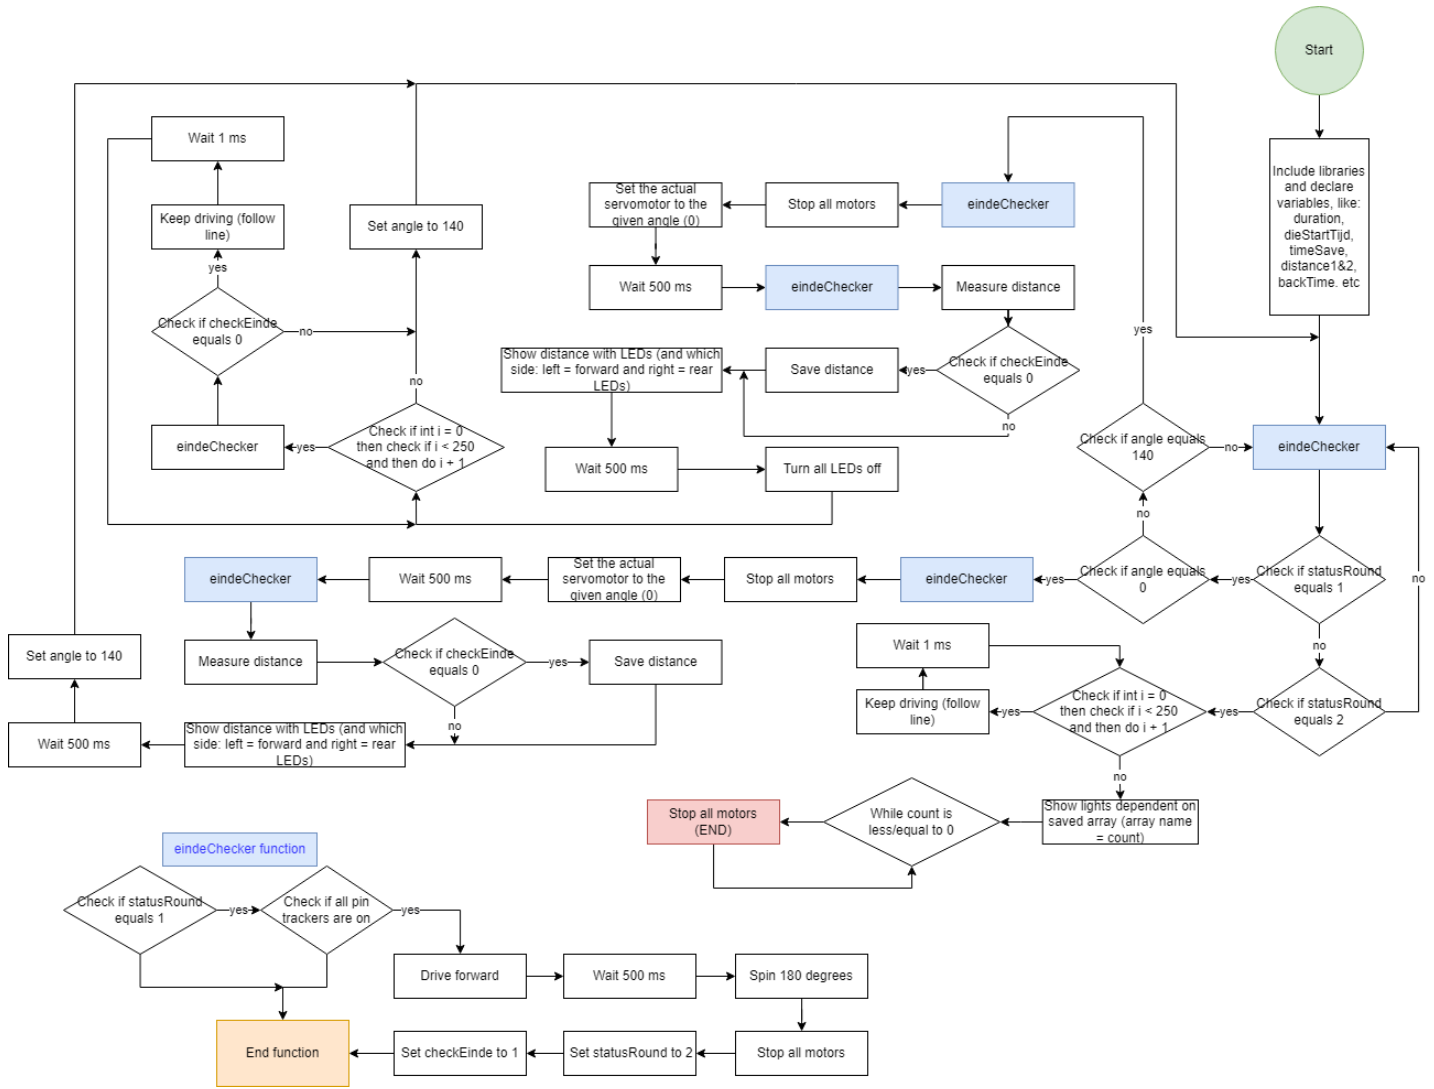 Start
Include libraries
and declare
variables, like:
duration,
dieStartTijd,
timeSave,
distance1&2,
backTime. etc
Wait 1 ms
Keep driving (follow
line)
yes
Check if checkEinde
equals 0
no
eindeChecker
yes
Check if int i = 0
then check if i < 250
and then do i + 1
no
Set angle to 140
Set the actual
servomotor to the
given angle (0)
Stop all motors
eindeChecker
Wait 500 ms
eindeChecker
Measure distance
Show distance with LEDs (and which
side: left = forward and right = rear
LEDs)
Save distance
yes
Check if checkEinde
equals 0
no
Wait 500 ms
Turn all LEDs off
yes
Check if angle equals
140
no
eindeChecker
no
Check if angle equals
0
yes
Check if statusRound
equals 1
no
no
Check if statusRound
equals 2
yes
eindeChecker
Wait 500 ms
Set the actual
servomotor to the
given angle (0)
Stop all motors
eindeChecker
yes
Set angle to 140
Measure distance
Check if checkEinde
equals 0
yes
Save distance
no
Wait 500 ms
Show distance with LEDs (and which
side: left = forward and right = rear
LEDs)
Wait 1 ms
Keep driving (follow
line)
yes
Check if int i = 0
then check if i < 250
and then do i + 1
no
Stop all motors
(END)
While count is
less/equal to 0
Show lights dependent on
saved array (array name
= count)
eindeChecker function
Check if statusRound
equals 1
yes
Check if all pin
trackers are on
yes
Drive forward
Wait 500 ms
Spin 180 degrees
End function
Set checkEinde to 1
Set statusRound to 2
Stop all motors